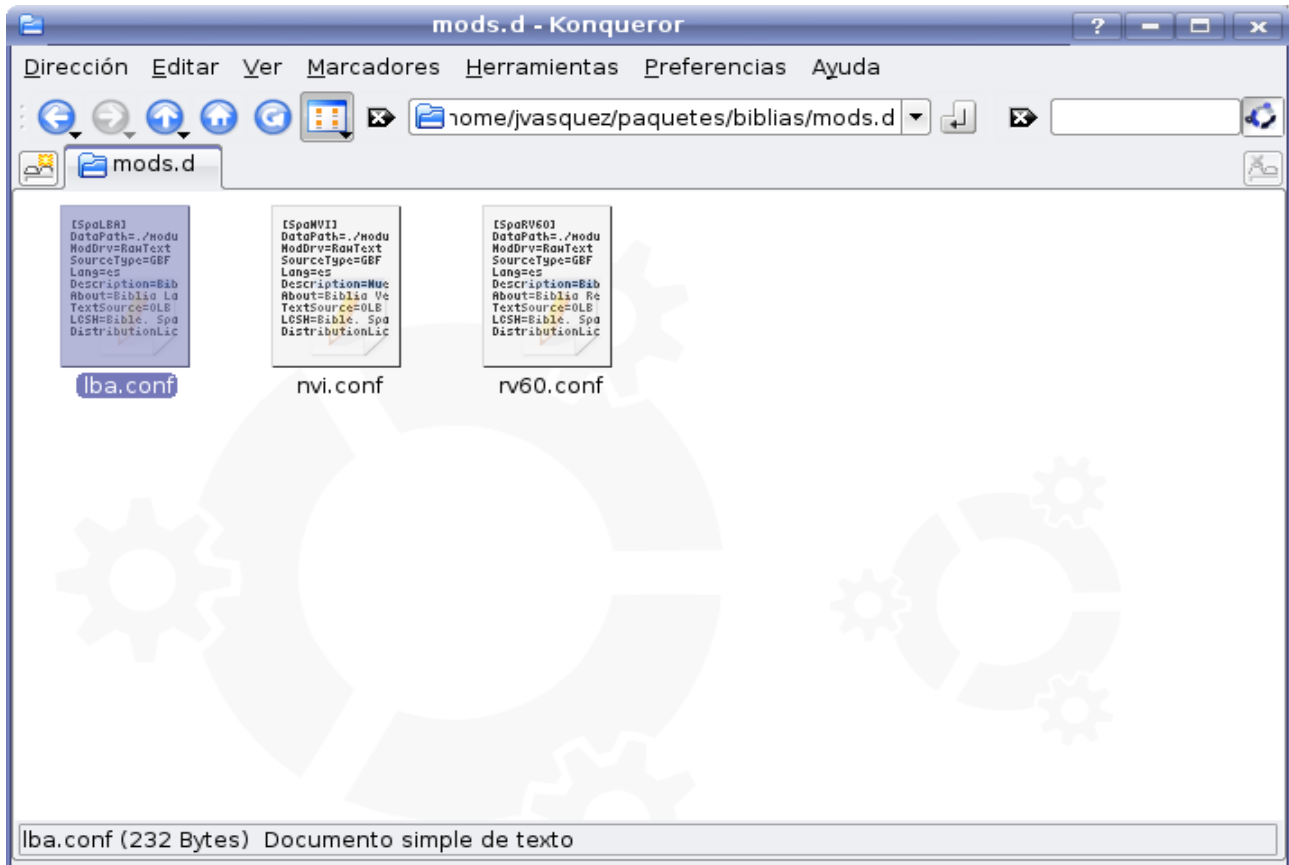 mods.d - Konqueror
?
Dirección Editar Ver Marcadores Herramientas Preferencias Ayuda
home/jvasquez/paquetes/biblias/mods.d
mods.d
[SpaLBA]
DataPath=./modu
ModDrv=RawText
SourceType=GBF
Lang=es
Description=Bib
About=Biblia La
TextSource=OLB
LCSH=Bible. Spa
DistributionLic
lba.conf
[SpaNVI]
DataPath=./modu
ModDrv=RawText
SourceType=GBF
Lang=es
Description=Nue
About=Biblia Ve
TextSource=OLB
LCSH=Bible. Spa
DistributionLic
nvi.conf
[SpaRV60]
DataPath=./modu
ModDrv=RawText
SourceType=GBF
Lang=es
Description=Bib
About=Biblia Re
TextSource=OLB
LCSH=Bible. Spa
DistributionLic
rv60.conf
lba.conf (232 Bytes) Documento simple de texto